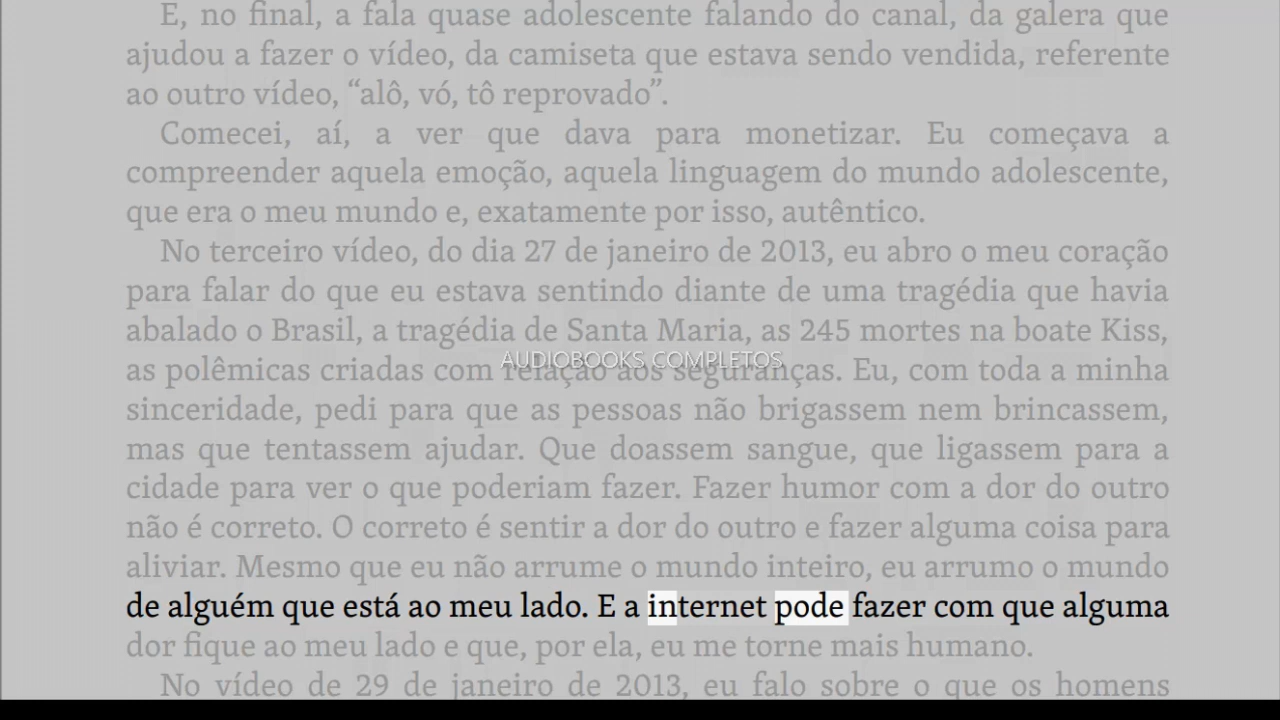 E, no final, a fala quase adolescente falando do canal, da galera que
ajudou a fazer o vídeo, da camiseta que estava sendo vendida, referente
ao outro vídeo, “alô, vó, tô reprovado”.
Comecei, aí, a ver que dava para monetizar. Eu começava a
compreender aquela emoção, aquela linguagem do mundo adolescente,
que era o meu mundo e, exatamente por isso, autêntico.
No terceiro vídeo, do dia 27 de janeiro de 2013, eu abro o meu coração
para falar do que eu estava sentindo diante de uma tragédia que havia
abalado o Brasil, a tragédia de Santa Maria, as 245 mortes na boate Kiss,
AUDIOBOOKS COMPLETOS
as polêmicas criadas com relação aos seguranças. Eu, com toda a minha
sinceridade, pedi para que as pessoas não brigassem nem brincassem,
mas que tentassem ajudar. Que doassem sangue, que ligassem para a
cidade para ver o que poderiam fazer. Fazer humor com a dor do outro
não é correto. O correto é sentir a dor do outro e fazer alguma coisa para
aliviar. Mesmo que eu não arrume o mundo inteiro, eu arrumo o mundo
de alguém que está ao meu lado. E a internet pode fazer com que alguma
dor fique ao meu lado e que, por ela, eu me torne mais humano.
No vídeo de 29 de janeiro de 2013, eu falo sobre o que os homens